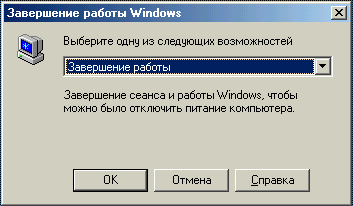 Завершение работы Windows
Выберите одну из следующих возможностей
Завершение работы
Завершение сеанса и работы Windows, чтобы
можно было отключить питание компьютера.
OK Отмена Справка